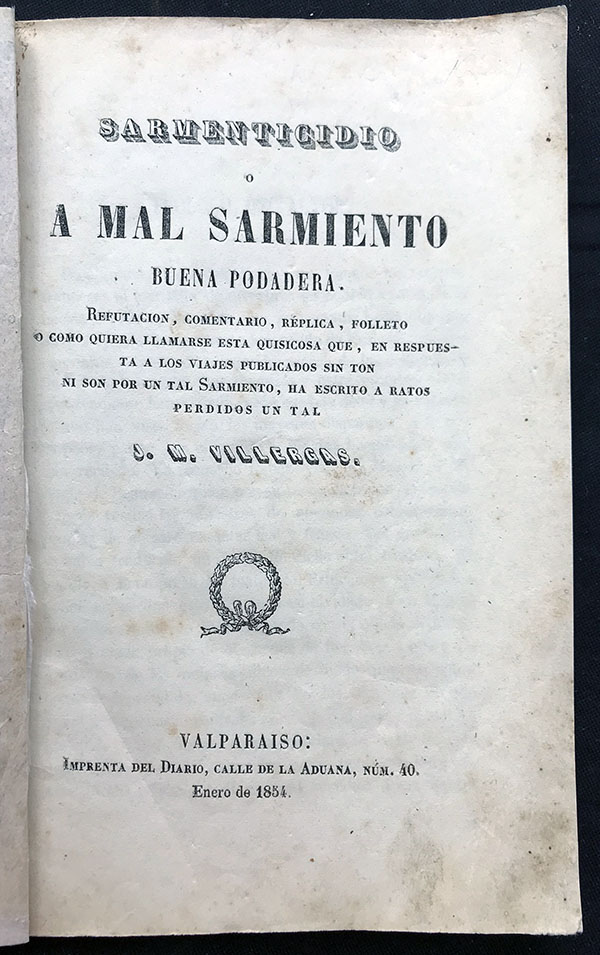 SARMENTICIDIO
O
A MAL SARMIENTO
BUENA PODADERA.
REFUTACION, COMENTARIO, RÉPLICA, FOLLETO
O COMO QUIERA LLAMARSE ESTA QUISICOSA QUE, EN RESPUES-
TA A LOS VIAJES PUBLICADOS SIN TON
NI SON POR UN TAL SARMIENTO, HA ESCRITO A RATOS
PERDIDOS UN TAL
J. M. VILLERGAS.
VALPARAISO:
IMPRENTA DEL DIARIO, CALLE DE LA ADUANA, NÚM. 40.
Enero de 1854.